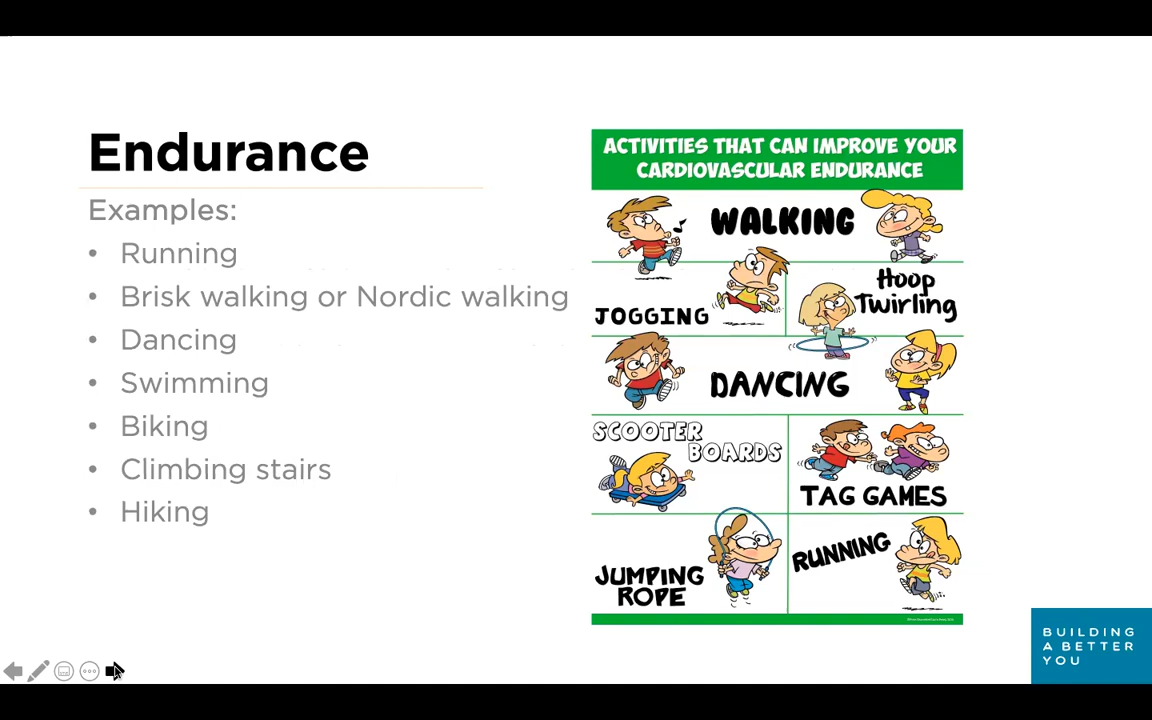 Endurance
Examples:
• Running
• Brisk walking or Nordic walking
• Dancing
• Swimming
• Biking
• Climbing stairs
• Hiking
ACTIVITIES THAT CAN IMPROVE YOUR
CARDIOVASCULAR ENDURANCE
WALKING
JOGGING
Hoop
Twirling
DANCING
SCOOTER
BOARDS
TAG GAMES
JUMPING
ROPE
RUNNING
BUILDING
A BETTER
YOU